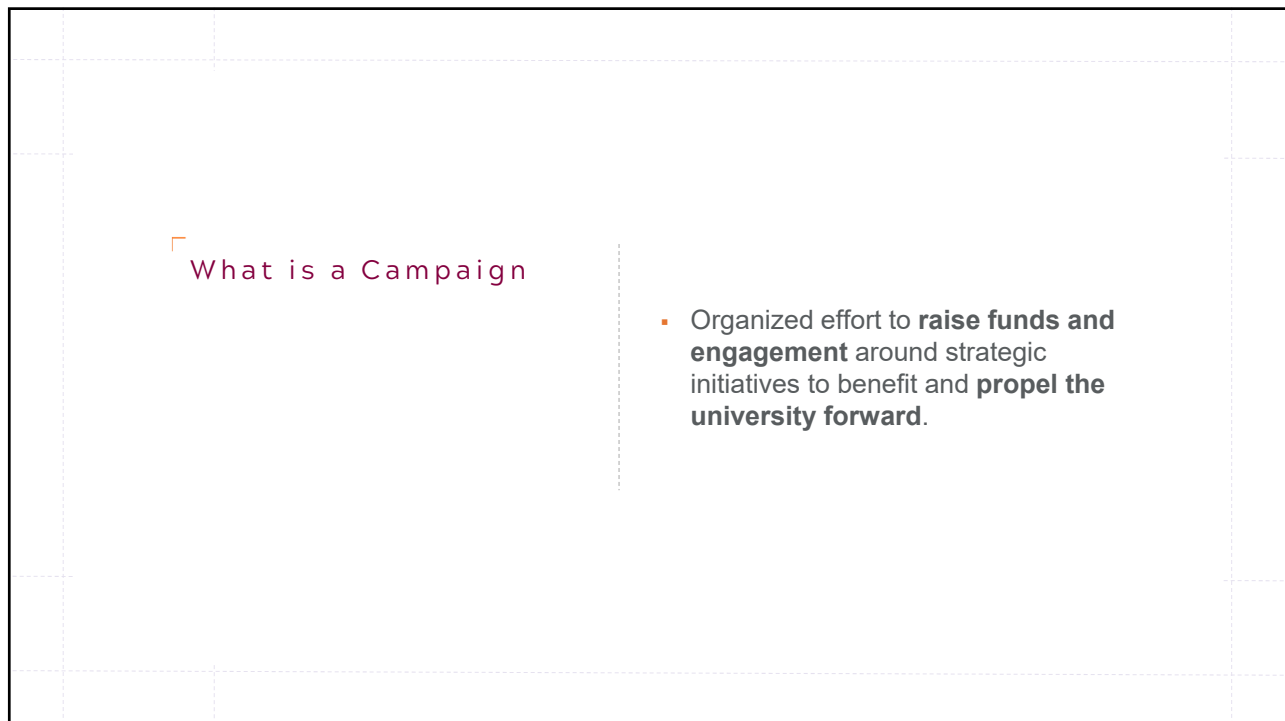 What is a Campaign
▪ Organized effort to raise funds and
engagement around strategic
initiatives to benefit and propel the
university forward.